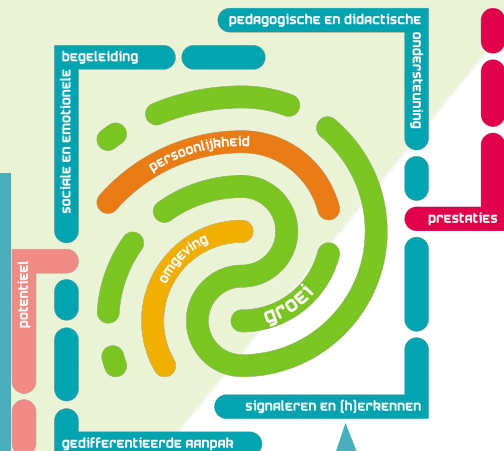 pedagogische en didactische
ondersteuning
begeleiding
sociale en emotionele
persoonlijkheid
omgeving
groei
prestaties
potentieel
signaleren en (h)erkennen
gedifferentieerde aanpak